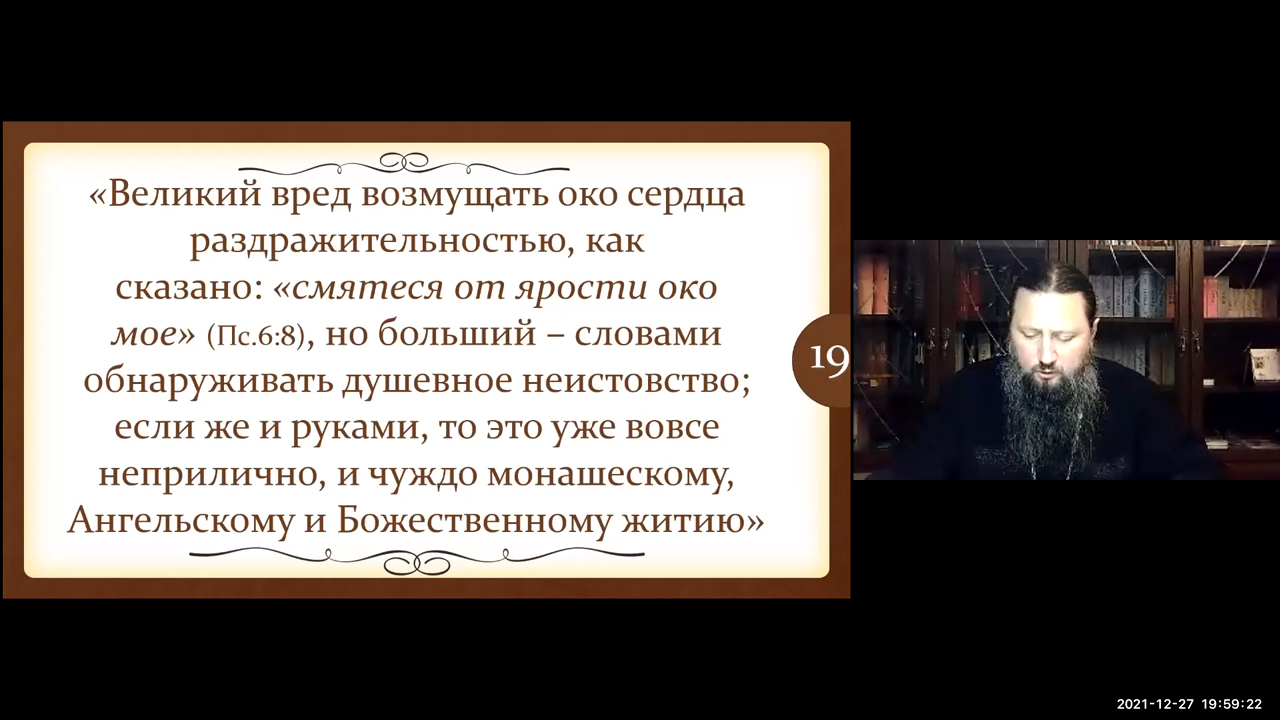 «Великий вред возмущать око сердца
раздражительностью, как
сказано: «смятеся от ярости око
мое» (Пс.6:8), но больший – словами
обнаруживать душевное неистовство;
если же и руками, то это уже вовсе
неприлично, и чуждо монашескому,
Ангельскому и Божественному житию»
19
2021-12-27 19:59:22